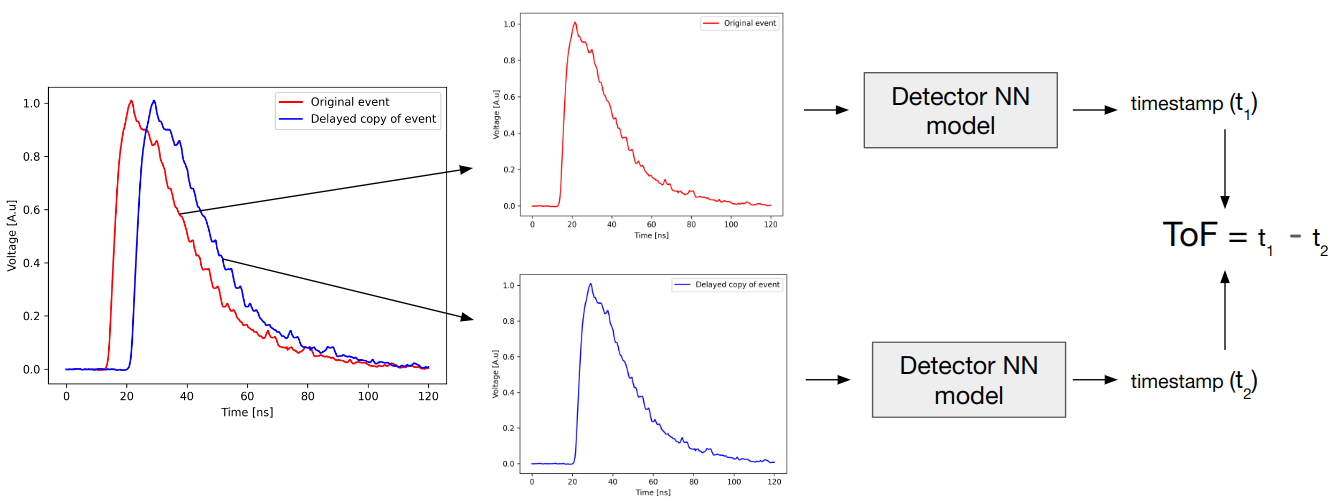 Original event
Delayed copy of event
1.0
0.8
0.6
0.4
0.2
0.0
Voltage [A.u]
0 20 40 60 80 100 120
Time [ns]
Original event
1.0
0.8
0.6
0.4
0.2
0.0
Voltage [A.u]
0 20 40 60 80 100 120
Time [ns]
Delayed copy of event
1.0
0.8
0.6
0.4
0.2
0.0
Voltage [A.u]
0 20 40 60 80 100 120
Time [ns]
Detector NN
model
timestamp (t1)
ToF = t1 - t2
Detector NN
model
timestamp (t2)